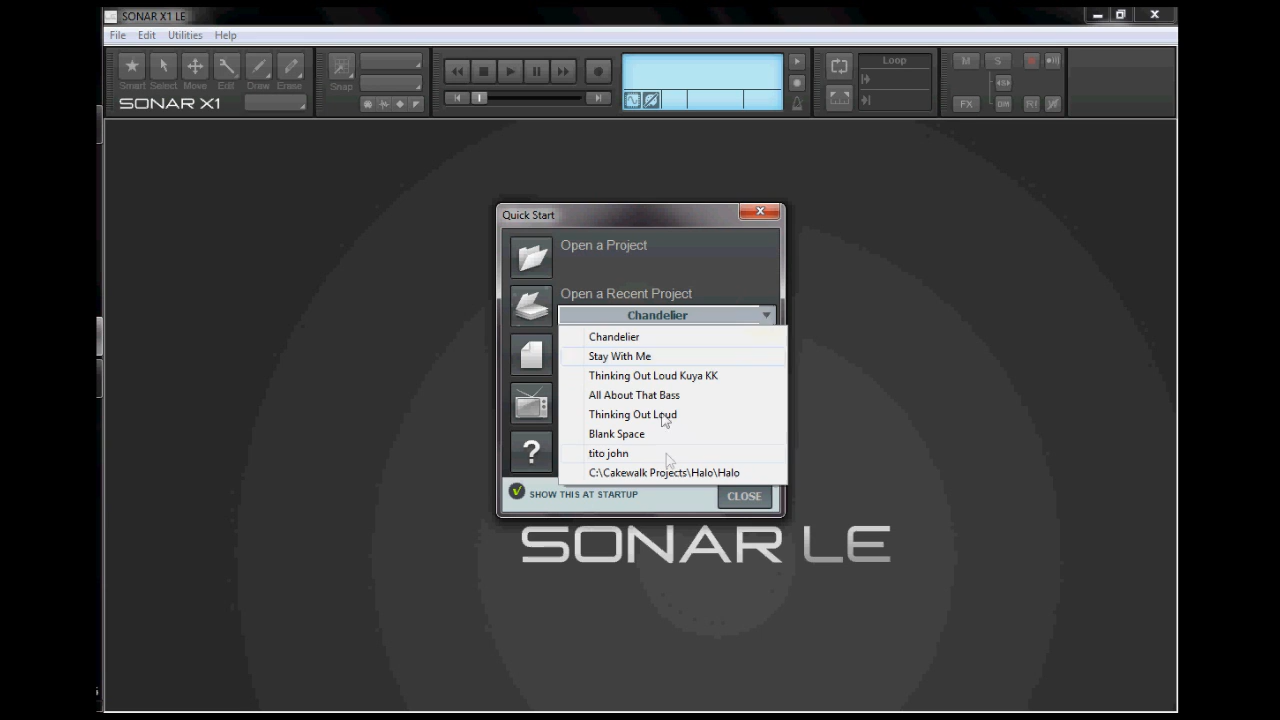 SONAR X1 LE
File Edit Utilities Help
Smart Select Move Edit Draw Erase
Snap
Loop
M S
SONAR X1
FX
Quick Start
Open a Project
Open a Recent Project
Chandelier
Chandelier
Stay With Me
Thinking Out Loud Kuya KK
All About That Bass
Thinking Out Loud
Blank Space
tito john
C:\Cakewalk Projects\Halo\Halo
?
SHOW THIS AT STARTUP
CLOSE
SONAR LE